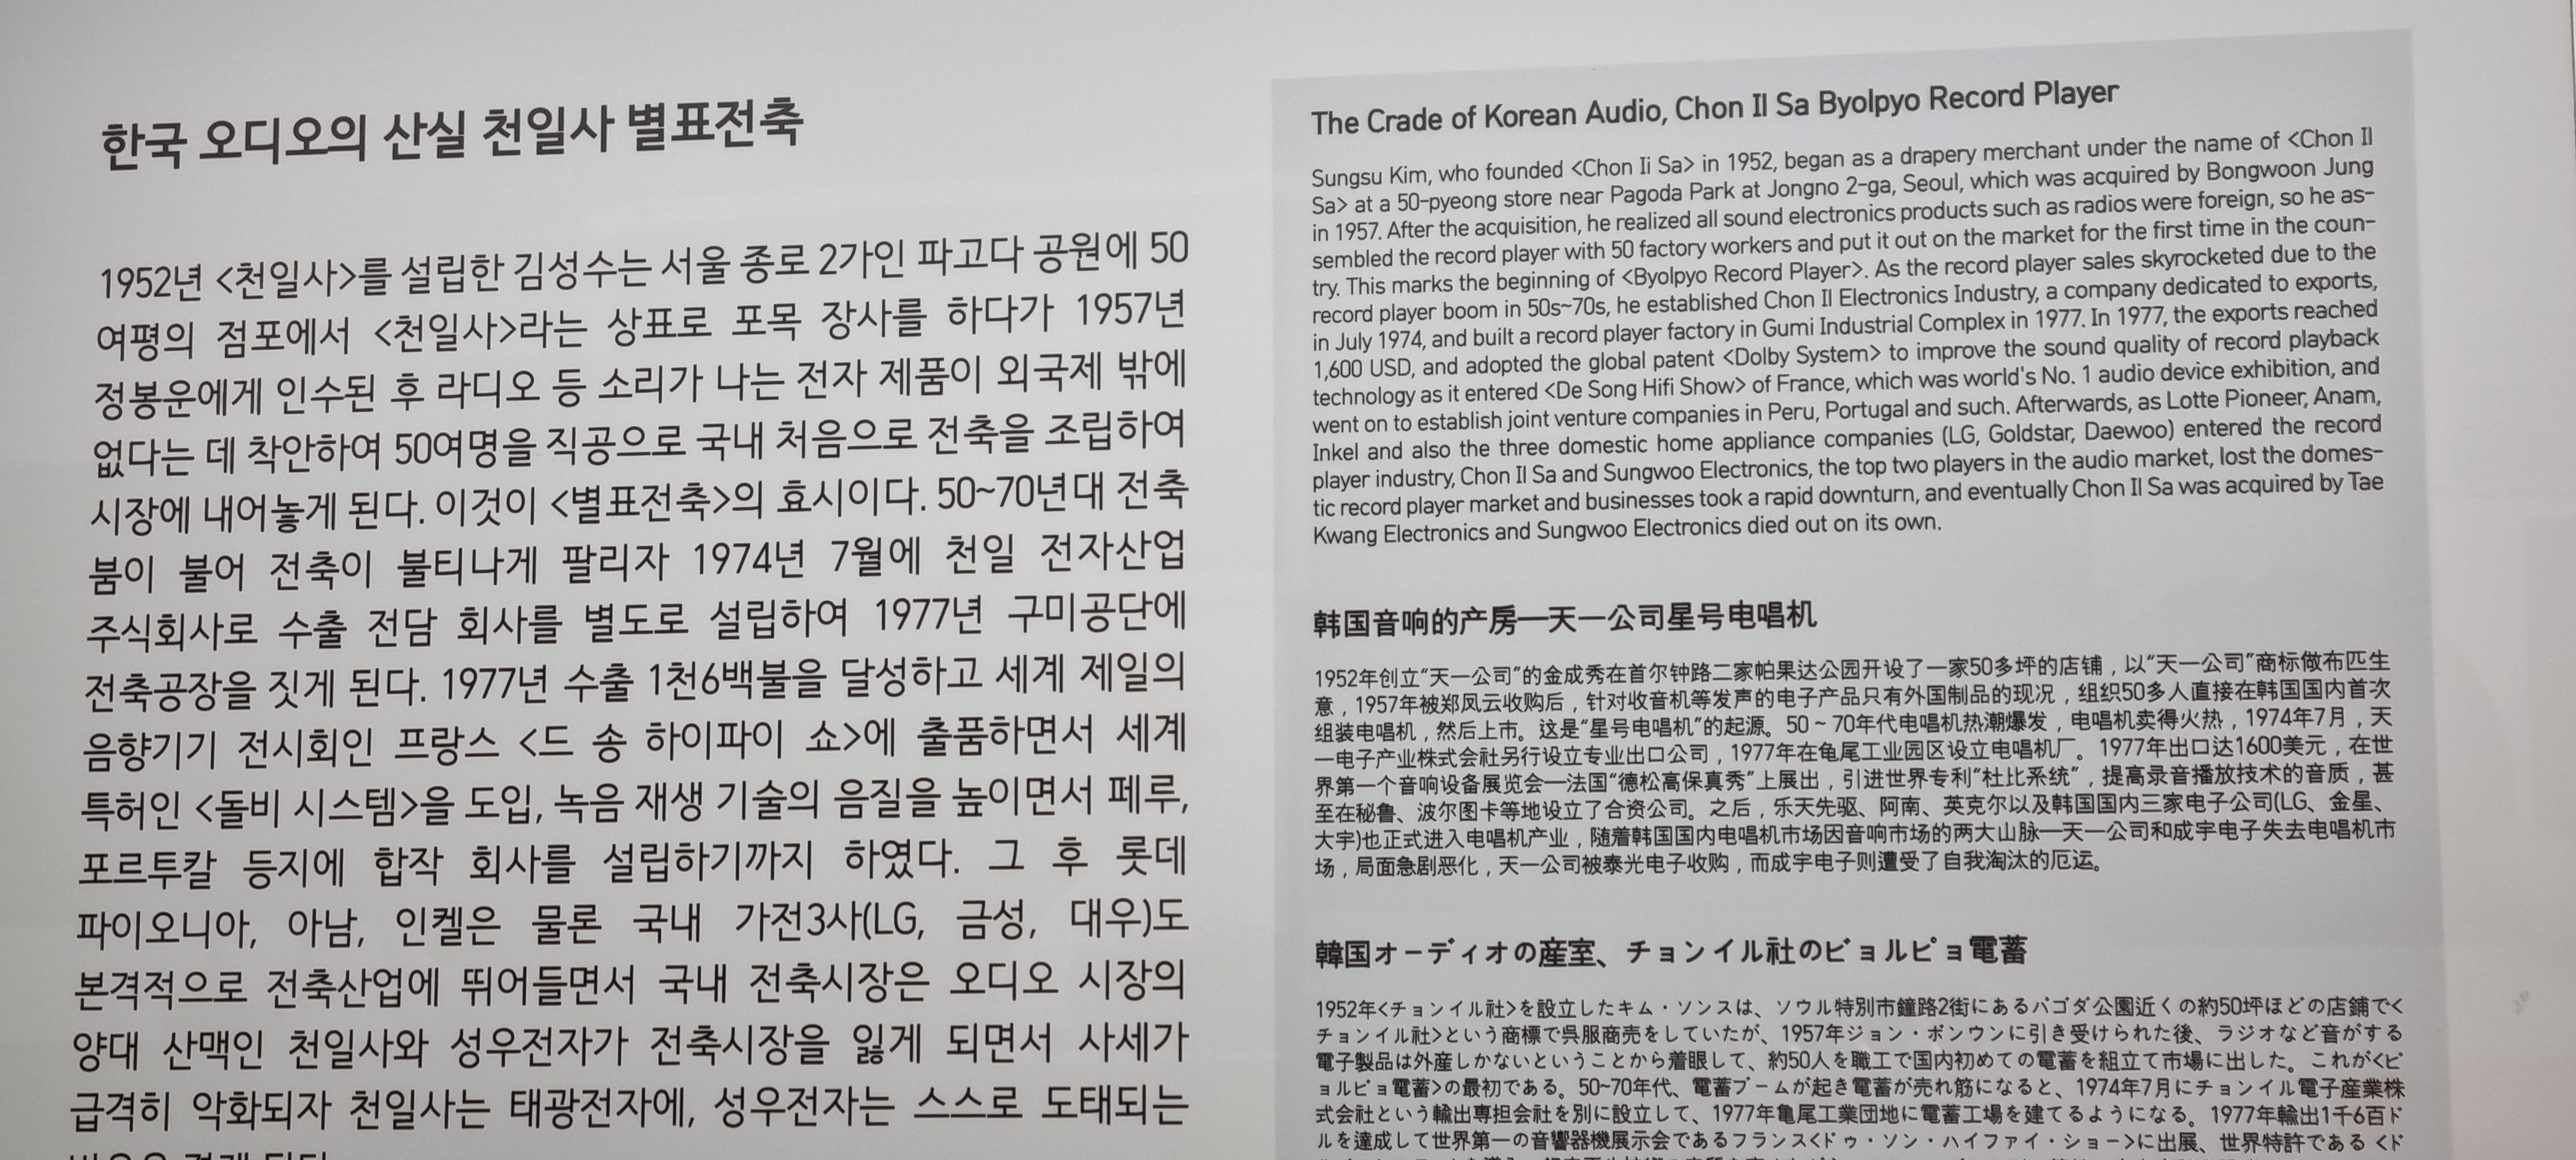 한국 오디오의 산실 천일사 별표전축
1952년 <천일사>를 설립한 김성수는 서울 종로 2가인 파고다 공원에 50
여평의 점포에서 <천일사>라는 상표로 포목 장사를 하다가 1957년
정봉운에게 인수된 후 라디오 등 소리가 나는 전자 제품이 외국제 밖에
없다는 데 착안하여 50여명을 직공으로 국내 처음으로 전축을 조립하여
시장에 내어놓게 된다. 이것이 <별표전축>의 효시이다. 50~70년대 전축
붐이 불어 전축이 불티나게 팔리자 1974년 7월에 천일 전자산업
주식회사로 수출 전담 회사를 별도로 설립하여 1977년 구미공단에
전축공장을 짓게 된다. 1977년 수출 1천6백불을 달성하고 세계 제일의
음향기기 전시회인 프랑스 <드 송 하이파이 쇼>에 출품하면서 세계
특허인 <돌비 시스템>을 도입, 녹음 재생 기술의 음질을 높이면서 페루,
포르투칼 등지에 합작 회사를 설립하기까지 하였다. 그 후 롯데
파이오니아, 아남, 인켈은 물론 국내 가전3사(LG, 금성, 대우)도
본격적으로 전축산업에 뛰어들면서 국내 전축시장은 오디오 시장의
양대 산맥인 천일사와 성우전자가 전축시장을 잃게 되면서 사세가
급격히 악화되자 천일사는 태광전자에, 성우전자는 스스로 도태되는
The Crade of Korean Audio, Chon Il Sa Byolpyo Record Player
Sungsu Kim, who founded <Chon Ii Sa> in 1952, began as a drapery merchant under the name of <Chon Il
Sa> at a 50-pyeong store near Pagoda Park at Jongno 2-ga, Seoul, which was acquired by Bongwoon Jung
in 1957. After the acquisition, he realized all sound electronics products such as radios were foreign, so he as-
sembled the record player with 50 factory workers and put it out on the market for the first time in the coun-
try. This marks the beginning of <Byolpyo Record Player>. As the record player sales skyrocketed due to the
record player boom in 50s~70s, he established Chon Il Electronics Industry, a company dedicated to exports,
in July 1974, and built a record player factory in Gumi Industrial Complex in 1977. In 1977, the exports reached
1,600 USD, and adopted the global patent <Dolby System> to improve the sound quality of record playback
technology as it entered <De Song Hifi Show> of France, which was world's No. 1 audio device exhibition, and
went on to establish joint venture companies in Peru, Portugal and such. Afterwards, as Lotte Pioneer, Anam,
Inkel and also the three domestic home appliance companies (LG, Goldstar, Daewoo) entered the record
player industry, Chon Il Sa and Sungwoo Electronics, the top two players in the audio market, lost the domes-
tic record player market and businesses took a rapid downturn, and eventually Chon Il Sa was acquired by Tae
Kwang Electronics and Sungwoo Electronics died out on its own.
韩国音响的产房—天一公司星号电唱机
1952年创立“天一公司”的金成秀在首尔钟路二家帕果达公园开设了一家50多坪的店铺，以“天一公司”商标做布匹生
意，1957年被郑凤云收购后，针对收音机等发声的电子产品只有外国制品的现况，组织50多人直接在韩国国内首次
组装电唱机，然后上市。这是“星号电唱机”的起源。50～70年代电唱机热潮爆发，电唱机卖得火热，1974年7月，天
一电子产业株式会社另行设立专业出口公司，1977年在龟尾工业园区设立电唱机厂。1977年出口达1600美元，在世
界第一个音响设备展览会—法国“德松高保真秀”上展出，引进世界专利“杜比系统”，提高录音播放技术的音质，甚
至在秘鲁、波尔图卡等地设立了合资公司。之后，乐天先驱、阿南、英克尔以及韩国国内三家电子公司(LG、金星、
大宇)也正式进入电唱机产业，随着韩国国内电唱机市场因音响市场的两大山脉—天一公司和成宇电子失去电唱机市
场，局面急剧恶化，天一公司被泰光电子收购，而成宇电子则遭受了自我淘汰的厄运。
韓国オーディオの産室、チョンイル社のビョルピョ電蓄
1952年<チョンイル社>を設立したキム・ソンスは、ソウル特別市鐘路2街にあるパゴダ公園近くの約50坪ほどの店鋪で<
チョンイル社>という商標で呉服商売をしていたが、1957年ジョン・ボンウンに引き受けられた後、ラジオなど音がする
電子製品は外産しかないということから着眼して、約50人を職工で国内初めての電蓄を組立て市場に出した。これが<ビ
ョルピョ電蓄>の最初である。50~70年代、電蓄ブームが起き電蓄が売れ筋になると、1974年7月にチョンイル電子産業株
式会社という輸出専担会社を別に設立して、1977年亀尾工業団地に電蓄工場を建てるようになる。1977年輸出1千6百ド
ルを達成して世界第一の音響器機展示会であるフランス<ドゥ・ソン・ハイファイ・ショー>に出展、世界特許である <ド